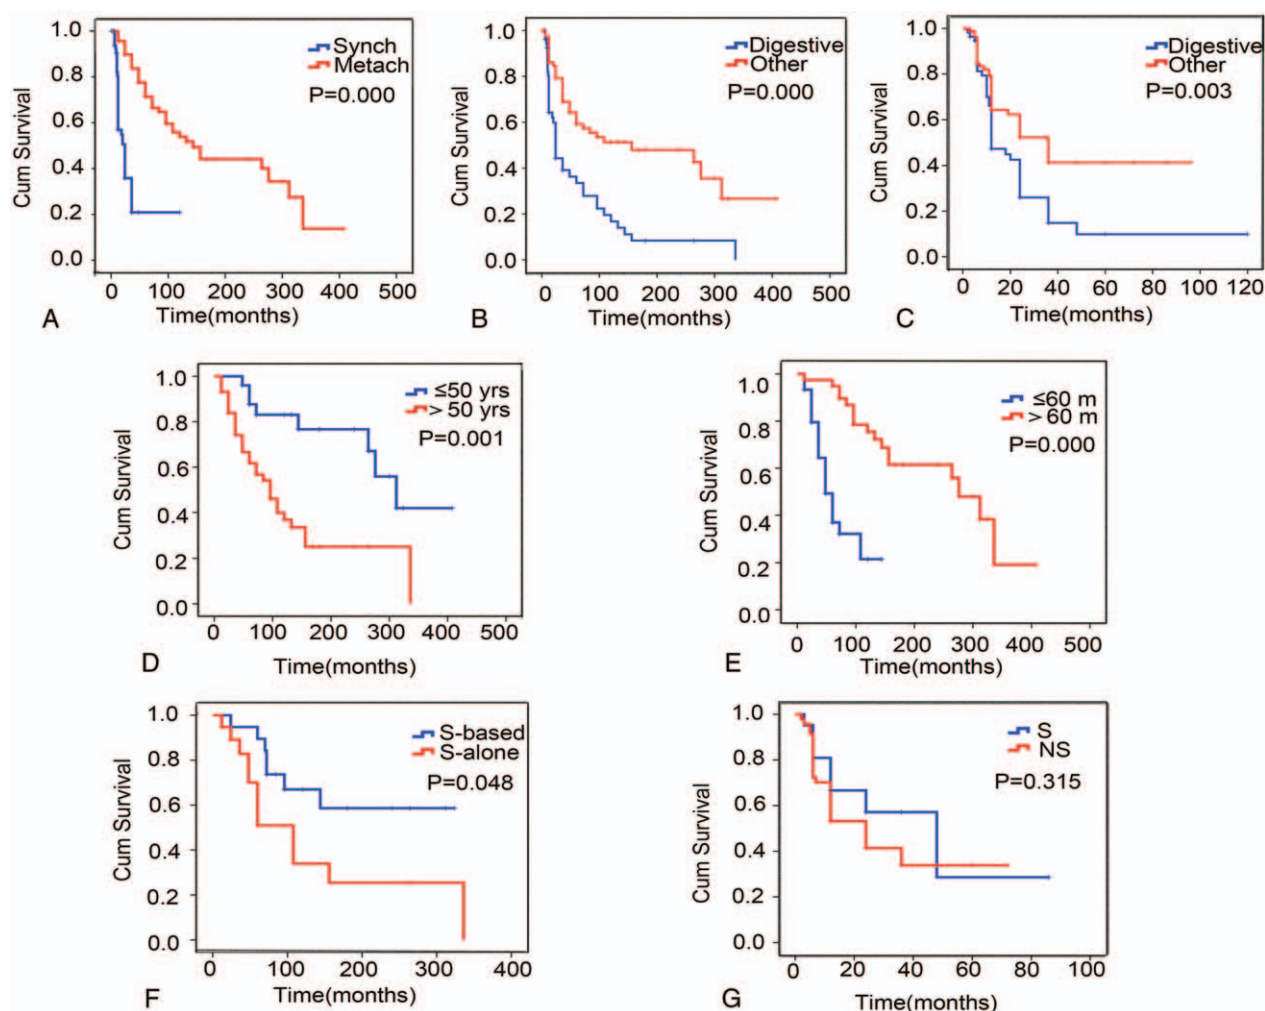 1.0
0.8
0.6
0.4
0.2
0.0
Cum Survival
Synch
Metach
P=0.000
0 100 200 300 400 500
Time(months)
A
1.0
0.8
0.6
0.4
0.2
0.0
Cum Survival
Digestive
Other
P=0.000
0 100 200 300 400 500
Time(months)
B
1.0
0.8
0.6
0.4
0.2
0.0
Cum Survival
Digestive
Other
P=0.003
0 20 40 60 80 100 120
Time(months)
C
1.0
0.8
0.6
0.4
0.2
0.0
Cum Survival
≤50 yrs
> 50 yrs
P=0.001
0 100 200 300 400 500
Time(months)
D
1.0
0.8
0.6
0.4
0.2
0.0
Cum Survival
≤60 m
> 60 m
P=0.000
0 100 200 300 400 500
Time(months)
E
1.0
0.8
0.6
0.4
0.2
0.0
Cum Survival
S-based
S-alone
P=0.048
0 100 200 300 400
Time(months)
F
1.0
0.8
0.6
0.4
0.2
0.0
Cum Survival
S
NS
P=0.315
0 20 40 60 80 100
Time(months)
G